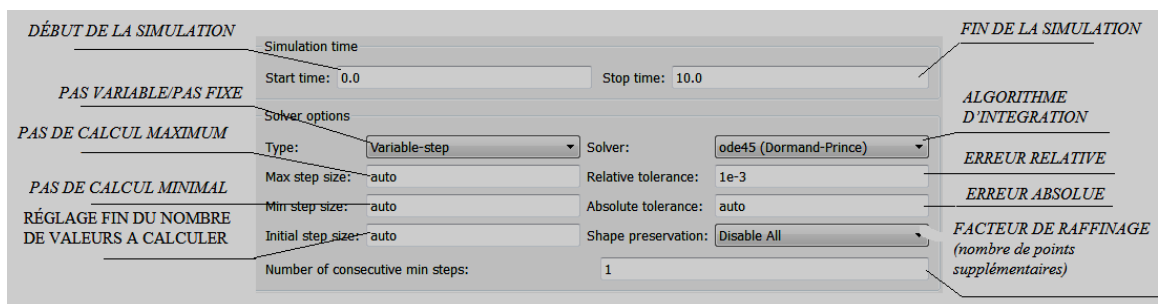 DÉBUT DE LA SIMULATION
FIN DE LA SIMULATION
Simulation time
Start time: 0.0
Stop time: 10.0
PAS VARIABLE/PAS FIXE
ALGORITHME
D'INTEGRATION
Solver options
PAS DE CALCUL MAXIMUM
Type: Variable-step
Solver: ode45 (Dormand-Prince)
ERREUR RELATIVE
Max step size: auto
Relative tolerance: 1e-3
PAS DE CALCUL MINIMAL
ERREUR ABSOLUE
Min step size: auto
Absolute tolerance: auto
RÉGLAGE FIN DU NOMBRE
DE VALEURS A CALCULER
FACTEUR DE RAFFINAGE
(nombre de points
supplémentaires)
Initial step size: auto
Shape preservation: Disable All
Number of consecutive min steps: 1